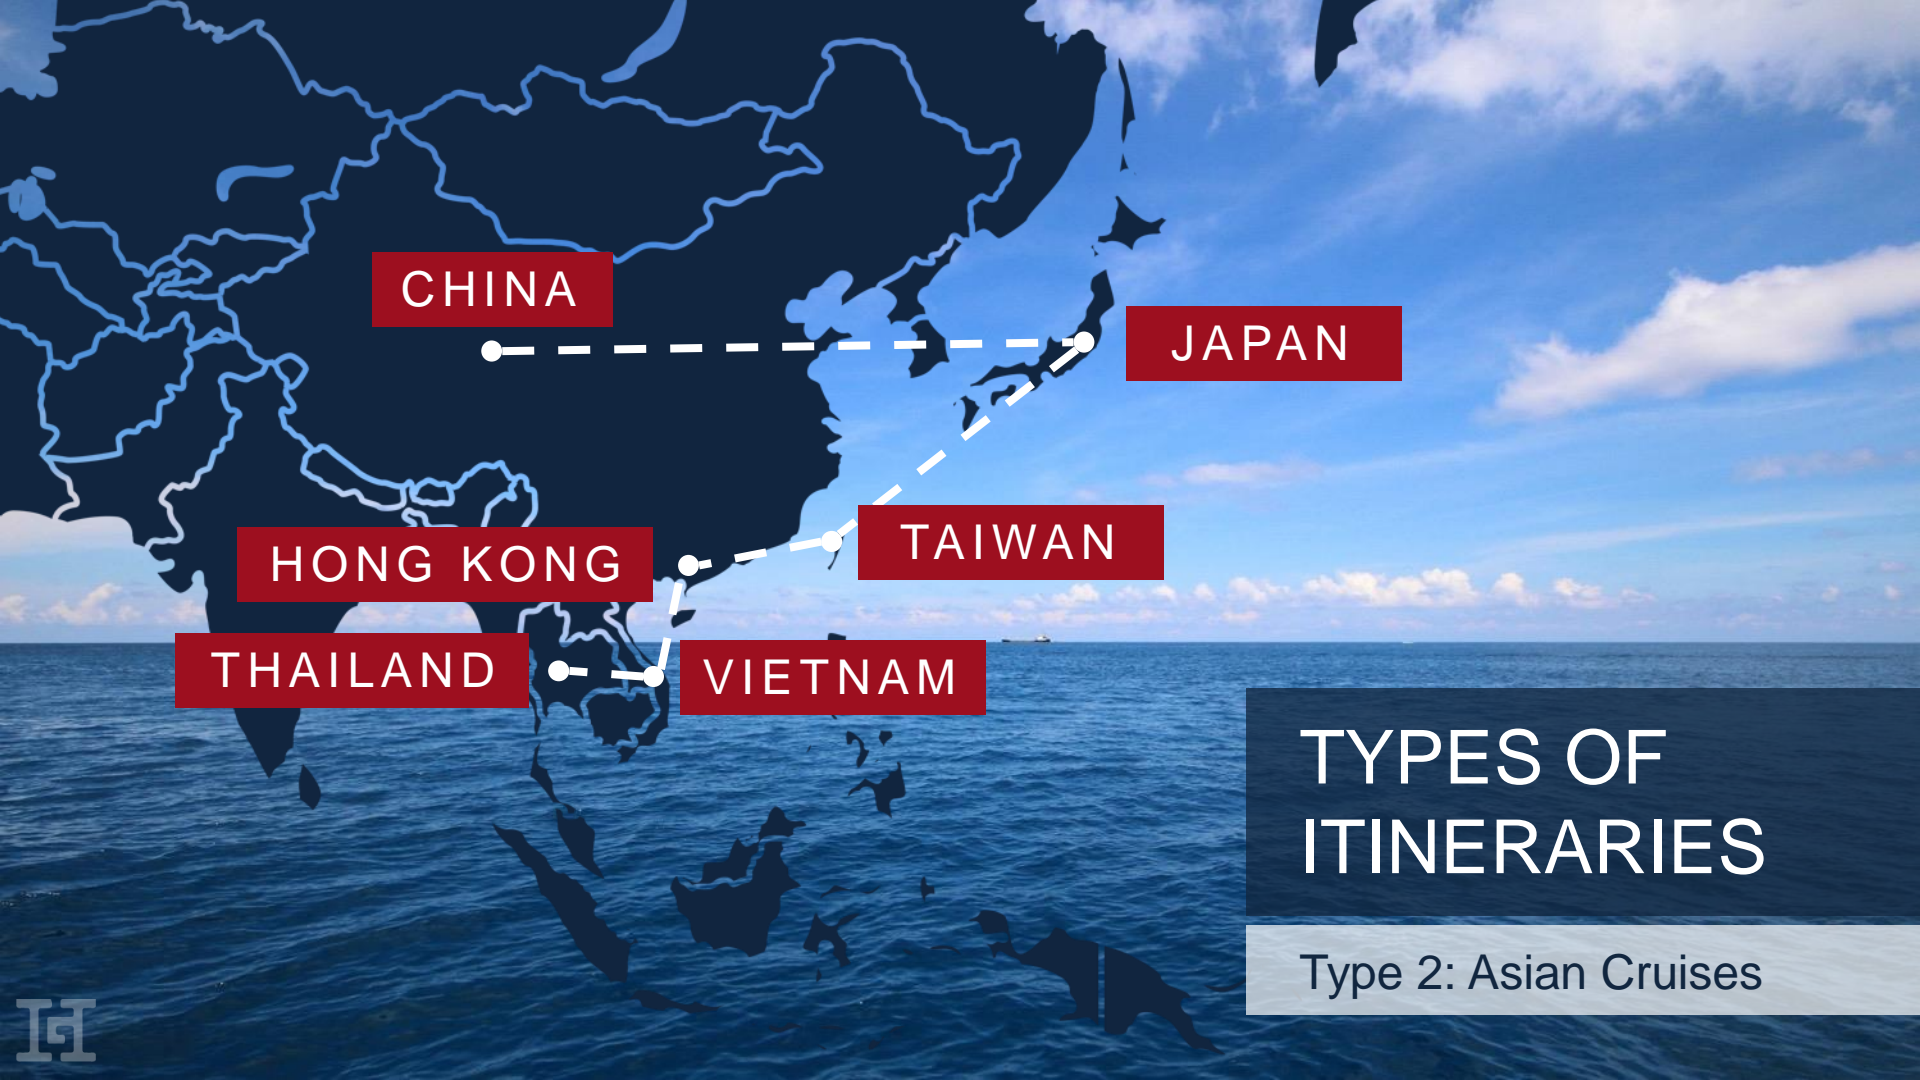 CHINA
JAPAN
TAIWAN
HONG KONG
THAILAND
VIETNAM
TYPES OF
ITINERARIES
Type 2: Asian Cruises